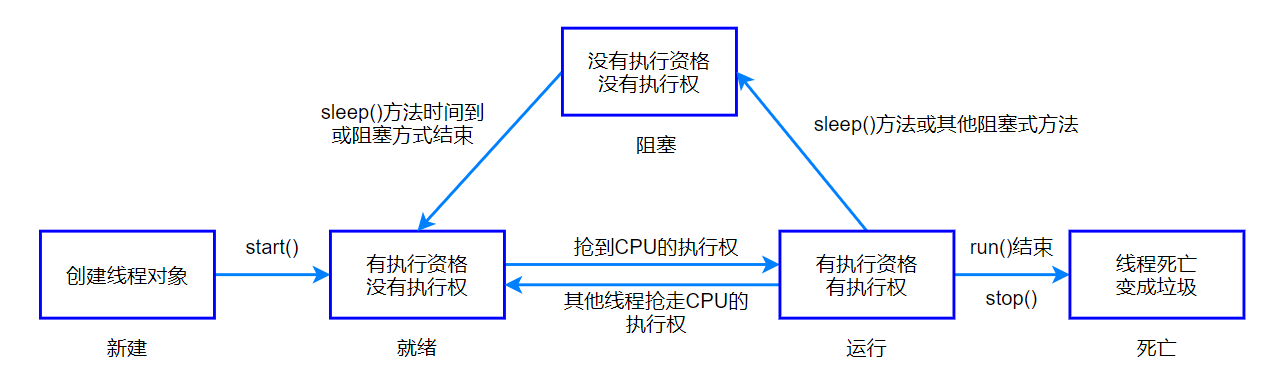 没有执行资格
没有执行权
阻塞
sleep()方法时间到
或阻塞方式结束
sleep()方法或其他阻塞式方法
创建线程对象
新建
start()
有执行资格
没有执行权
就绪
抢到CPU的执行权
其他线程抢走CPU的
执行权
有执行资格
有执行权
运行
run()结束
stop()
线程死亡
变成垃圾
死亡